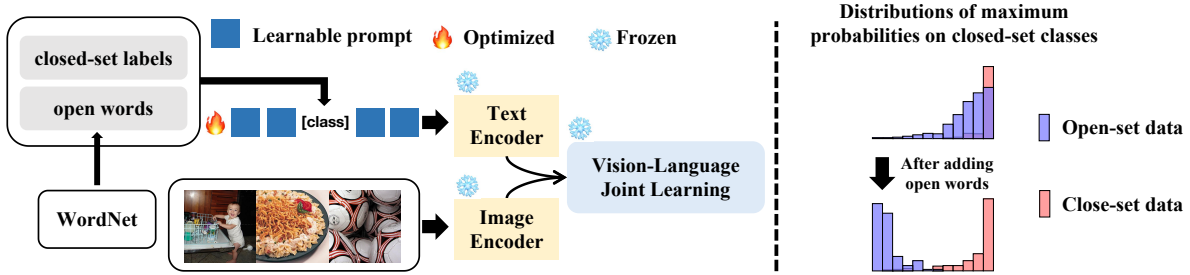 Learnable prompt
Optimized
Frozen
closed-set labels
open words
[class]
Text
Encoder
Vision-Language
Joint Learning
WordNet
Image
Encoder
Distributions of maximum
probabilities on closed-set classes
Open-set data
After adding
open words
Close-set data